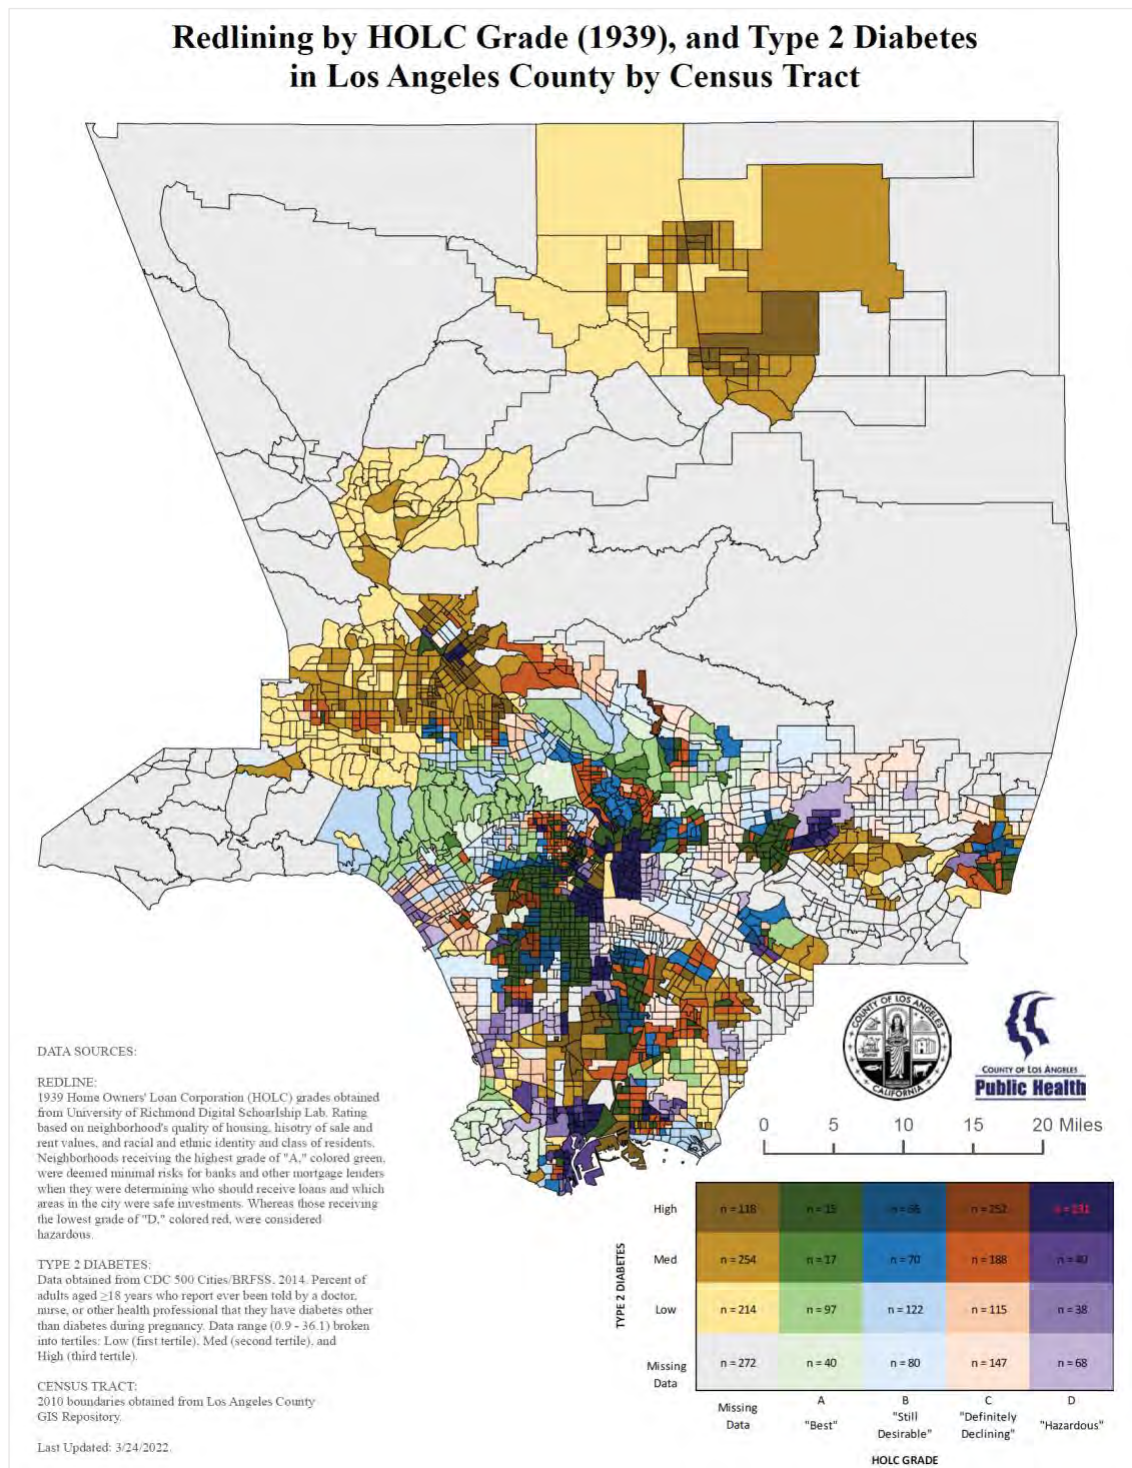 Redlining by HOLC Grade (1939), and Type 2 Diabetes
in Los Angeles County by Census Tract
DATA SOURCES:
REDLINE:
1939 Home Owners' Loan Corporation (HOLC) grades obtained
from University of Richmond Digital Schoarlship Lab. Rating
based on neighborhood's quality of housing, hisotry of sale and
rent values, and racial and ethnic identity and class of residents.
Neighborhoods receiving the highest grade of "A," colored green,
were deemed minimal risks for banks and other mortgage lenders
when they were determining who should receive loans and which
areas in the city were safe investments. Whereas those receiving
the lowest grade of "D," colored red, were considered
hazardous.
TYPE 2 DIABETES:
Data obtained from CDC 500 Cities/BRFSS, 2014. Percent of
adults aged ≥18 years who report ever been told by a doctor,
nurse, or other health professional that they have diabetes other
than diabetes during pregnancy. Data range (0.9 - 36.1) broken
into tertiles: Low (first tertile), Med (second tertile), and
High (third tertile).
CENSUS TRACT:
2010 boundaries obtained from Los Angeles County
GIS Repository.
Last Updated: 3/24/2022.
COUNTY OF LOS ANGELES
CALIFORNIA
COUNTY OF LOS ANGELES
Public Health
0 5 10 15 20 Miles
TYPE 2 DIABETES
High n = 118 n = 252
Med n = 254 n = 17 n = 70 n = 188 n = 40
Low n = 214 n = 97 n = 122 n = 115 n = 38
Missing Data n = 272 n = 40 n = 80 n = 147 n = 68
Missing Data
A "Best"
B "Still Desirable"
C "Definitely Declining"
D "Hazardous"
HOLC GRADE